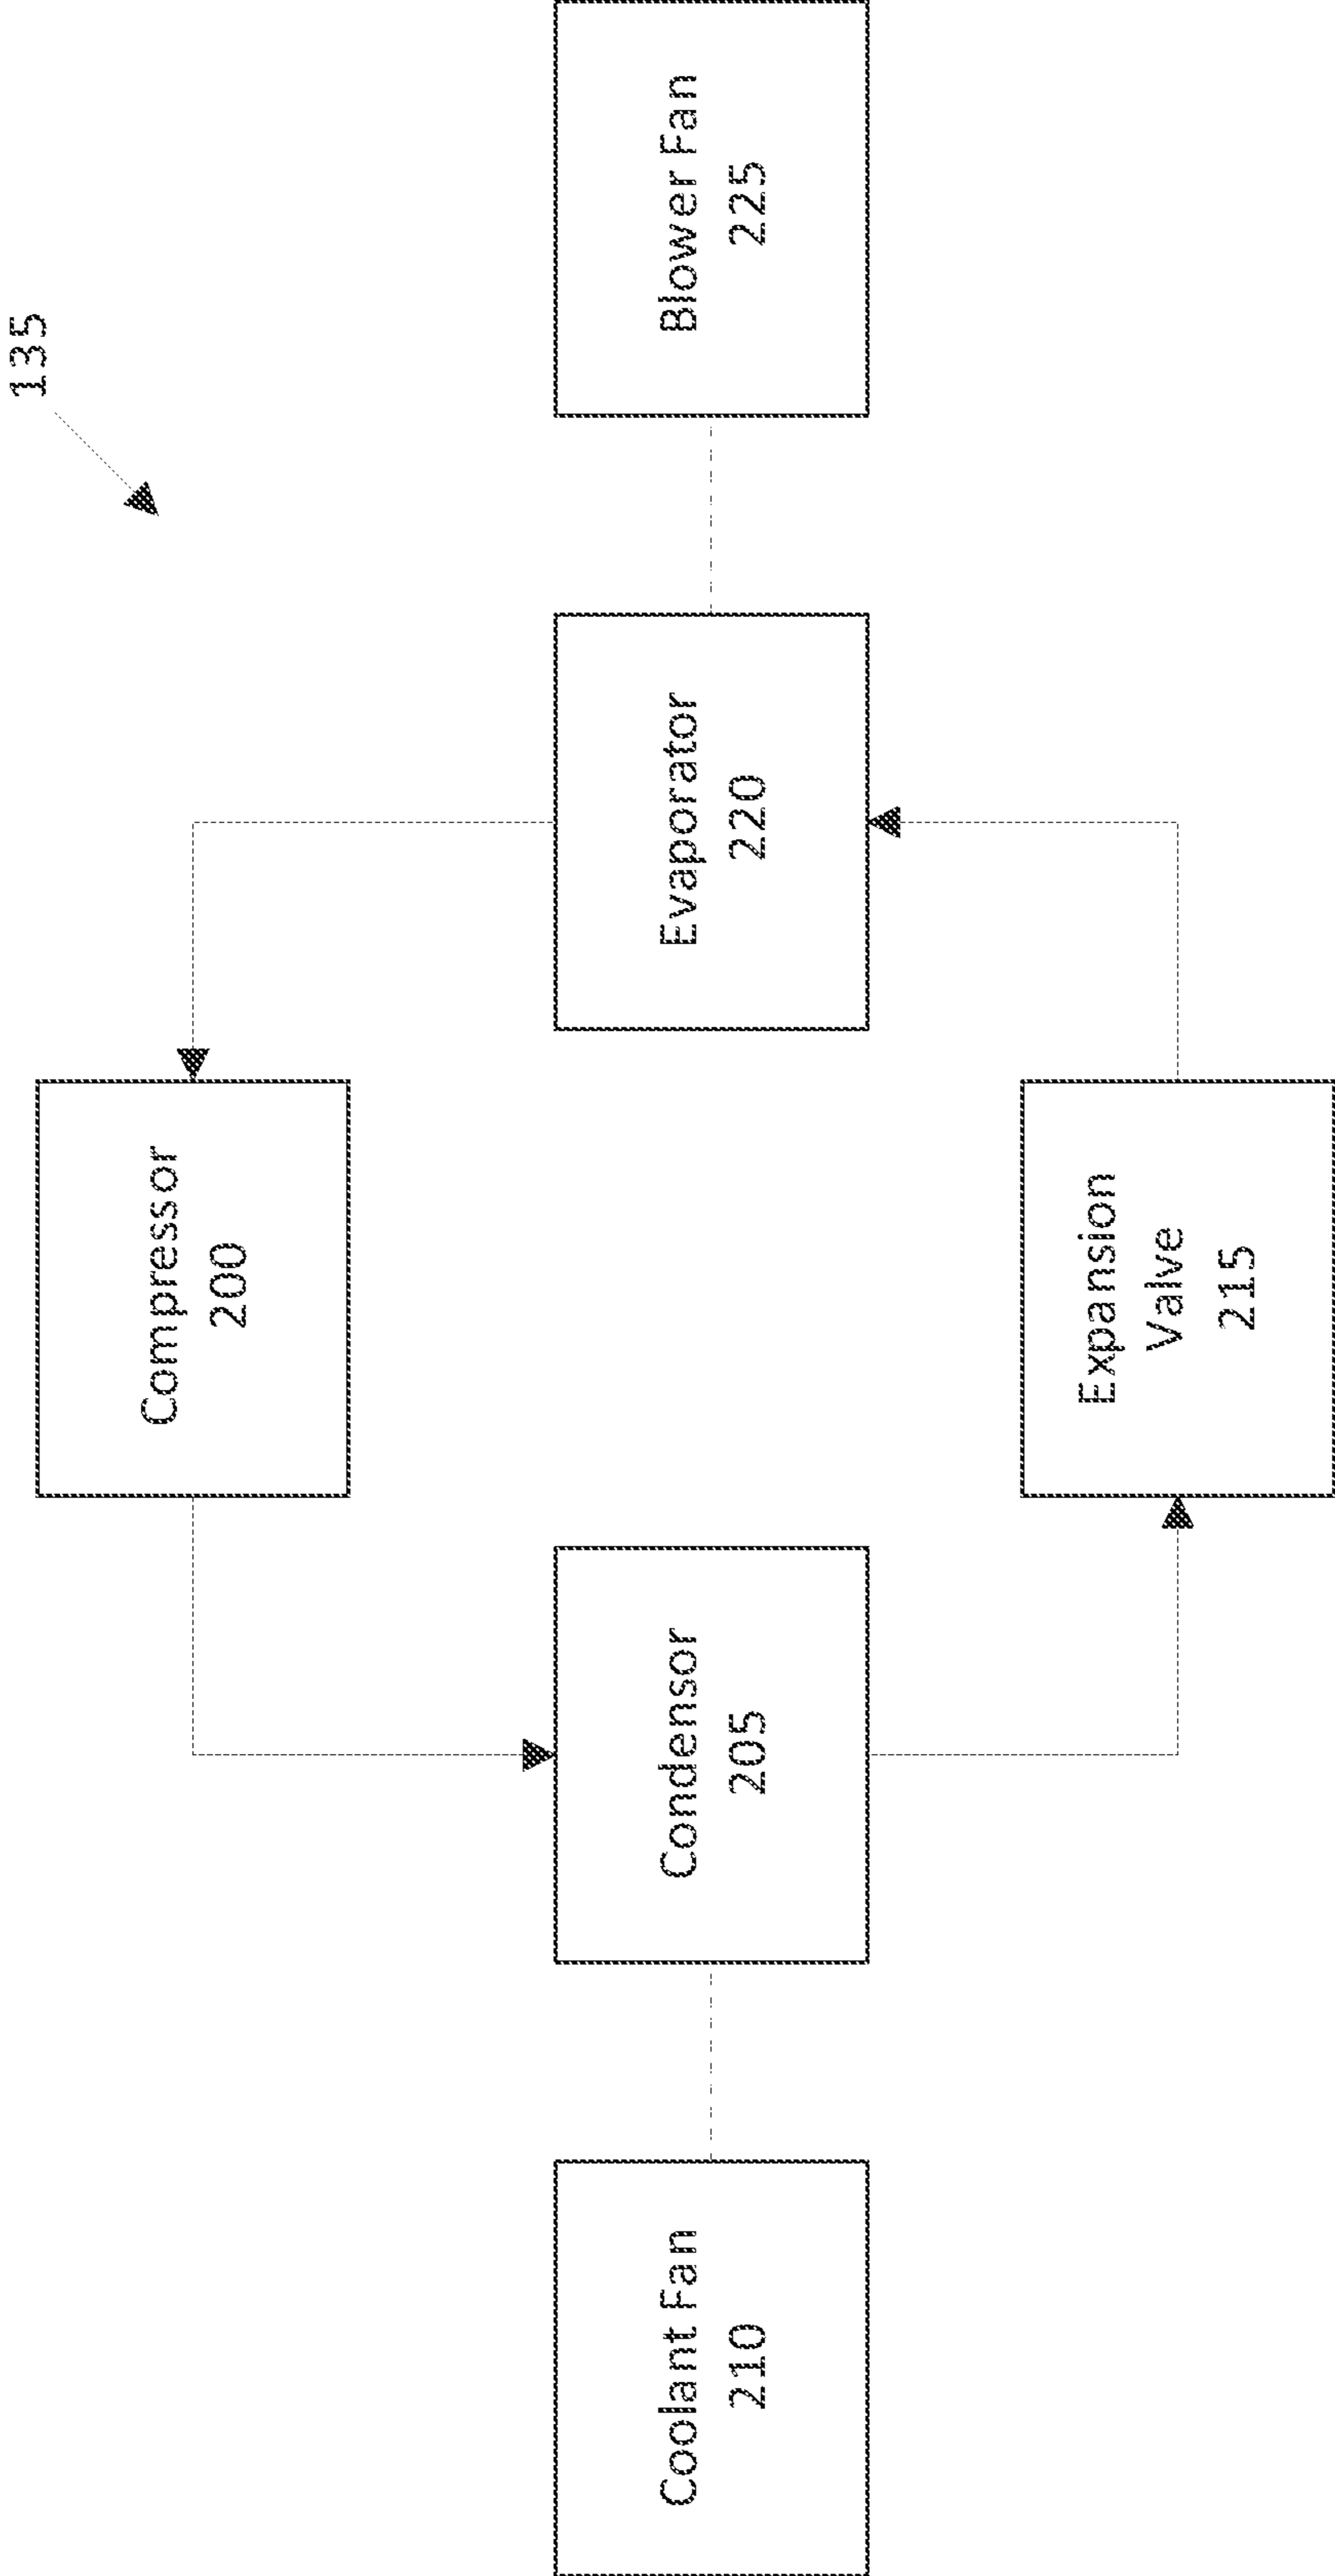 135
Compressor
200
Coolant Fan
210
Condensor
205
Evaporator
220
Blower Fan
225
Expansion
Valve
215